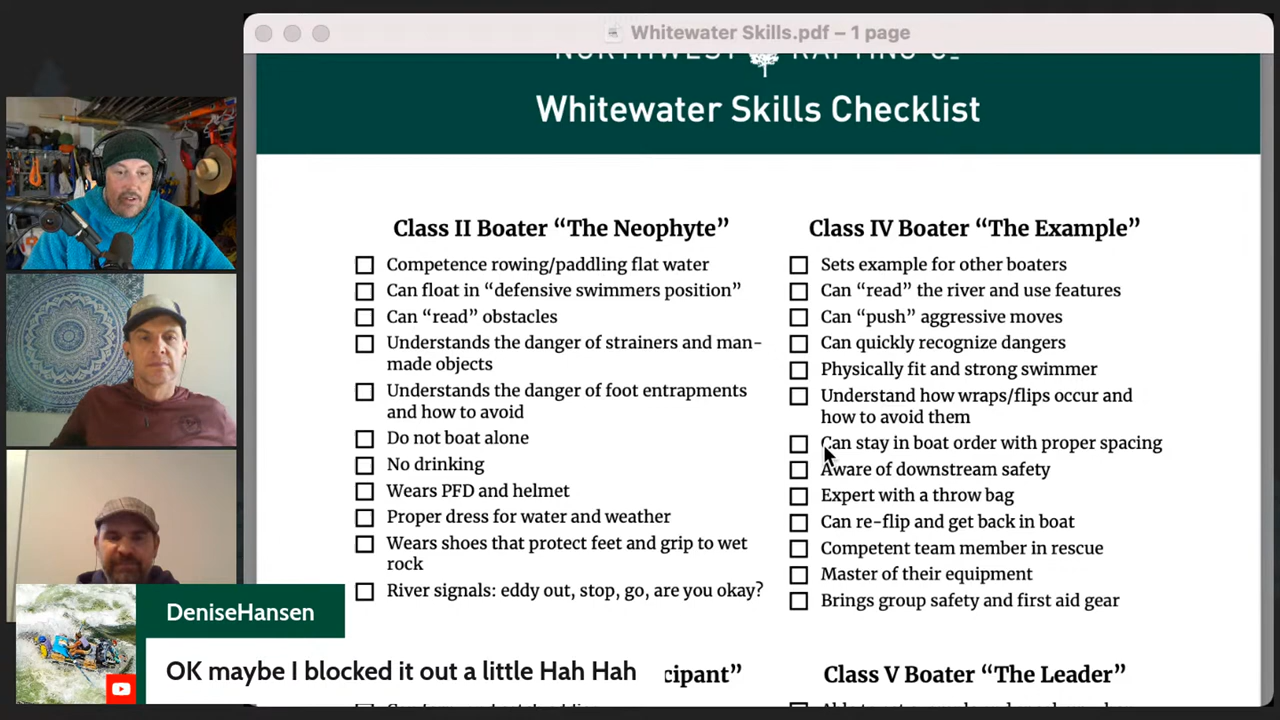 Whitewater Skills.pdf – 1 page
NORTHWEST RAFTING CO
Whitewater Skills Checklist
Class II Boater “The Neophyte”
Competence rowing/paddling flat water
Can float in “defensive swimmers position”
Can “read” obstacles
Understands the danger of strainers and man-
made objects
Understands the danger of foot entrapments
and how to avoid
Do not boat alone
No drinking
Wears PFD and helmet
Proper dress for water and weather
Wears shoes that protect feet and grip to wet
rock
River signals: eddy out, stop, go, are you okay?
cipant”
Class IV Boater “The Example”
Sets example for other boaters
Can “read” the river and use features
Can “push” aggressive moves
Can quickly recognize dangers
Physically fit and strong swimmer
Understand how wraps/flips occur and
how to avoid them
Can stay in boat order with proper spacing
Aware of downstream safety
Expert with a throw bag
Can re-flip and get back in boat
Competent team member in rescue
Master of their equipment
Brings group safety and first aid gear
Class V Boater “The Leader”
DeniseHansen
OK maybe I blocked it out a little Hah Hah